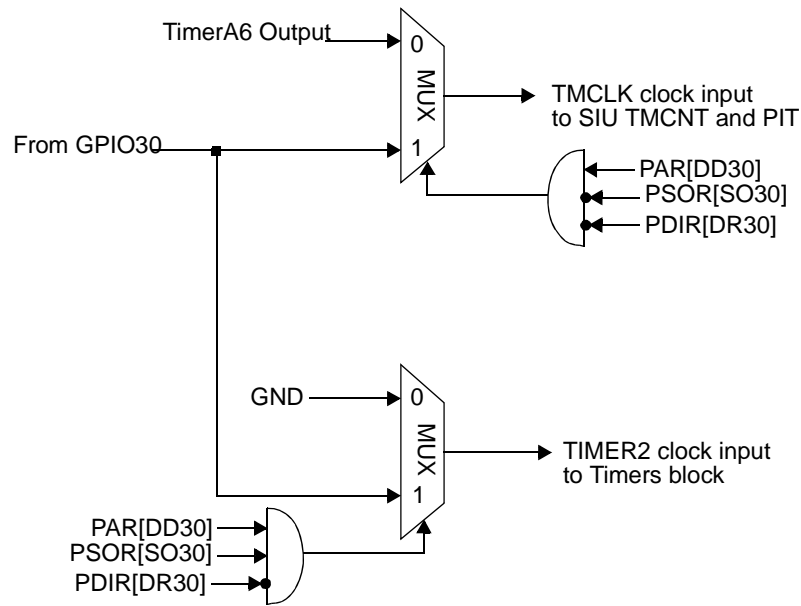 TimerA6 Output
0
MUX
TMCLK clock input
to SIU TMCNT and PIT
From GPIO30
1
PAR[DD30]
PSOR[SO30]
PDIR[DR30]
GND
0
MUX
TIMER2 clock input
to Timers block
1
PAR[DD30]
PSOR[SO30]
PDIR[DR30]